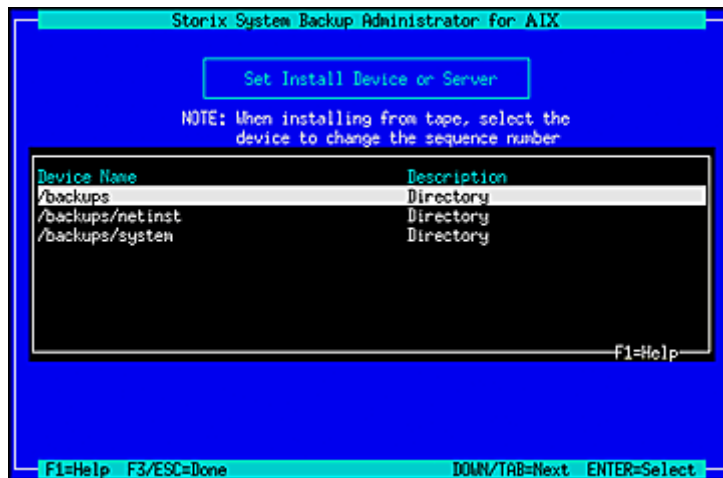 Storix System Backup Administrator for AIX
Set Install Device or Server
NOTE: When installing from tape, select the
device to change the sequence number
Device Name Description
/backups Directory
/backups/netinst Directory
/backups/system Directory
F1=Help
F1=Help F3/ESC=Done DOWN/TAB=Next ENTER=Select